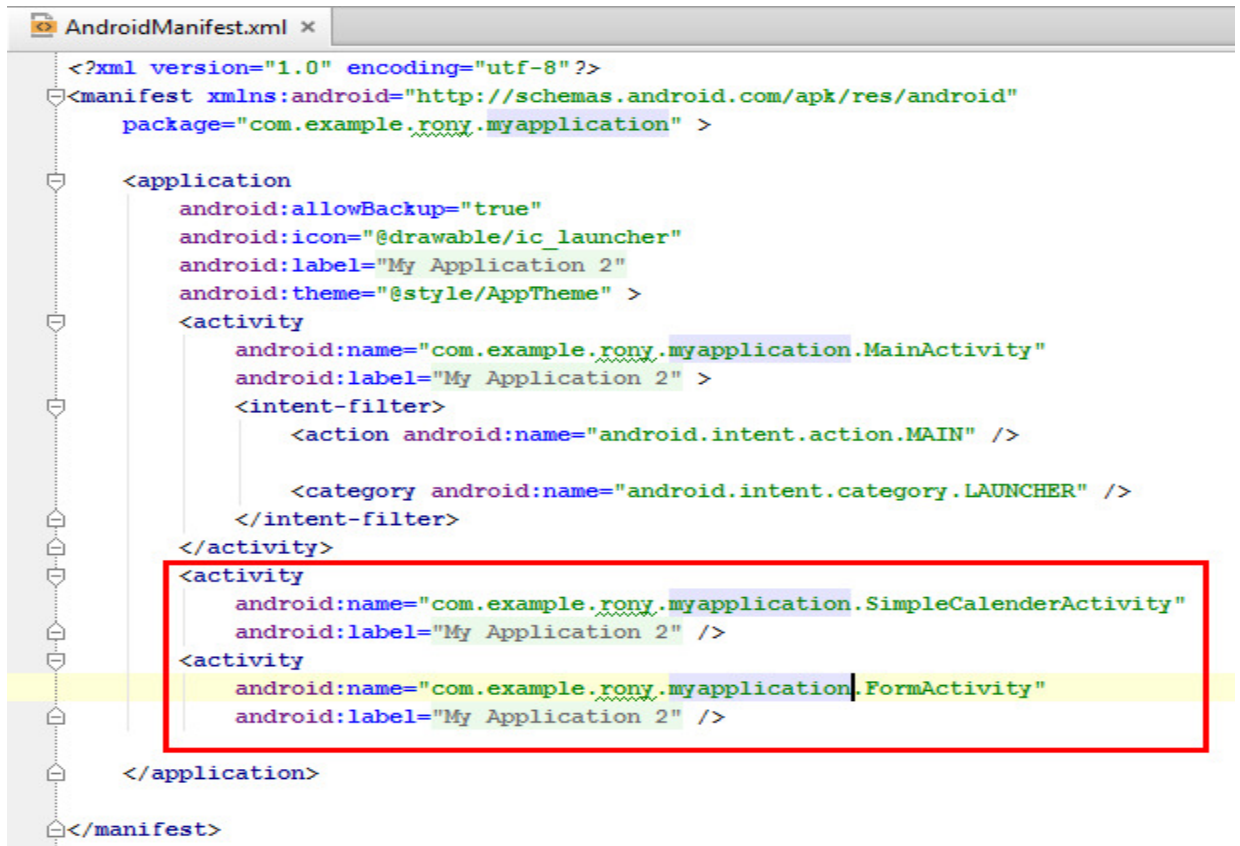 AndroidManifest.xml ×
<?xml version="1.0" encoding="utf-8"?>
<manifest xmlns:android="http://schemas.android.com/apk/res/android"
package="com.example.rony.myapplication" >
<application
android:allowBackup="true"
android:icon="@drawable/ic_launcher"
android:label="My Application 2"
android:theme="@style/AppTheme" >
<activity
android:name="com.example.rony.myapplication.MainActivity"
android:label="My Application 2" >
<intent-filter>
<action android:name="android.intent.action.MAIN" />
<category android:name="android.intent.category.LAUNCHER" />
</intent-filter>
</activity>
<activity
android:name="com.example.rony.myapplication.SimpleCalenderActivity"
android:label="My Application 2" />
<activity
android:name="com.example.rony.myapplication.FormActivity"
android:label="My Application 2" />
</application>
</manifest>